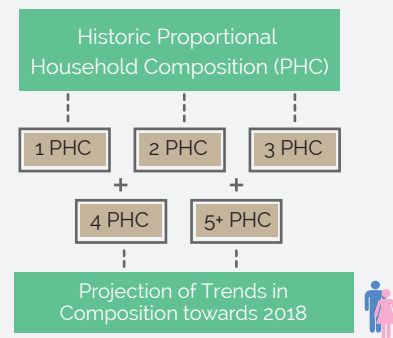 Historic Proportional
Household Composition (PHC)
1 PHC
2 PHC
3 PHC
+
+
4 PHC
5+ PHC
Projection of Trends in
Composition towards 2018